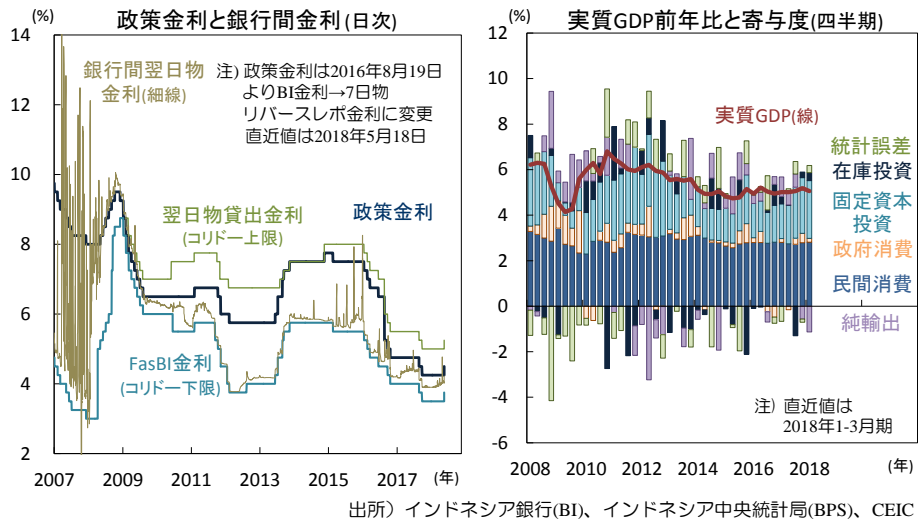 政策金利と銀行間金利(日次)
(%)
14
12
10
8
6
4
2
銀行間翌日物
金利(細線)
注) 政策金利は2016年8月19日
よりBI金利→7日物
リバースレポ金利に変更
直近値は2018年5月18日
翌日物貸出金利
(コリドー上限)
政策金利
FasBI金利
(コリドー下限)
2007 2009 2011 2013 2015 2017 (年)
実質GDP前年比と寄与度(四半期)
(%)
12
10
8
6
4
2
0
-2
-4
-6
実質GDP(線)
統計誤差
在庫投資
固定資本
投資
政府消費
民間消費
純輸出
注) 直近値は
2018年1-3月期
2008 2010 2012 2014 2016 2018 (年)
出所）インドネシア銀行(BI)、インドネシア中央統計局(BPS)、CEIC